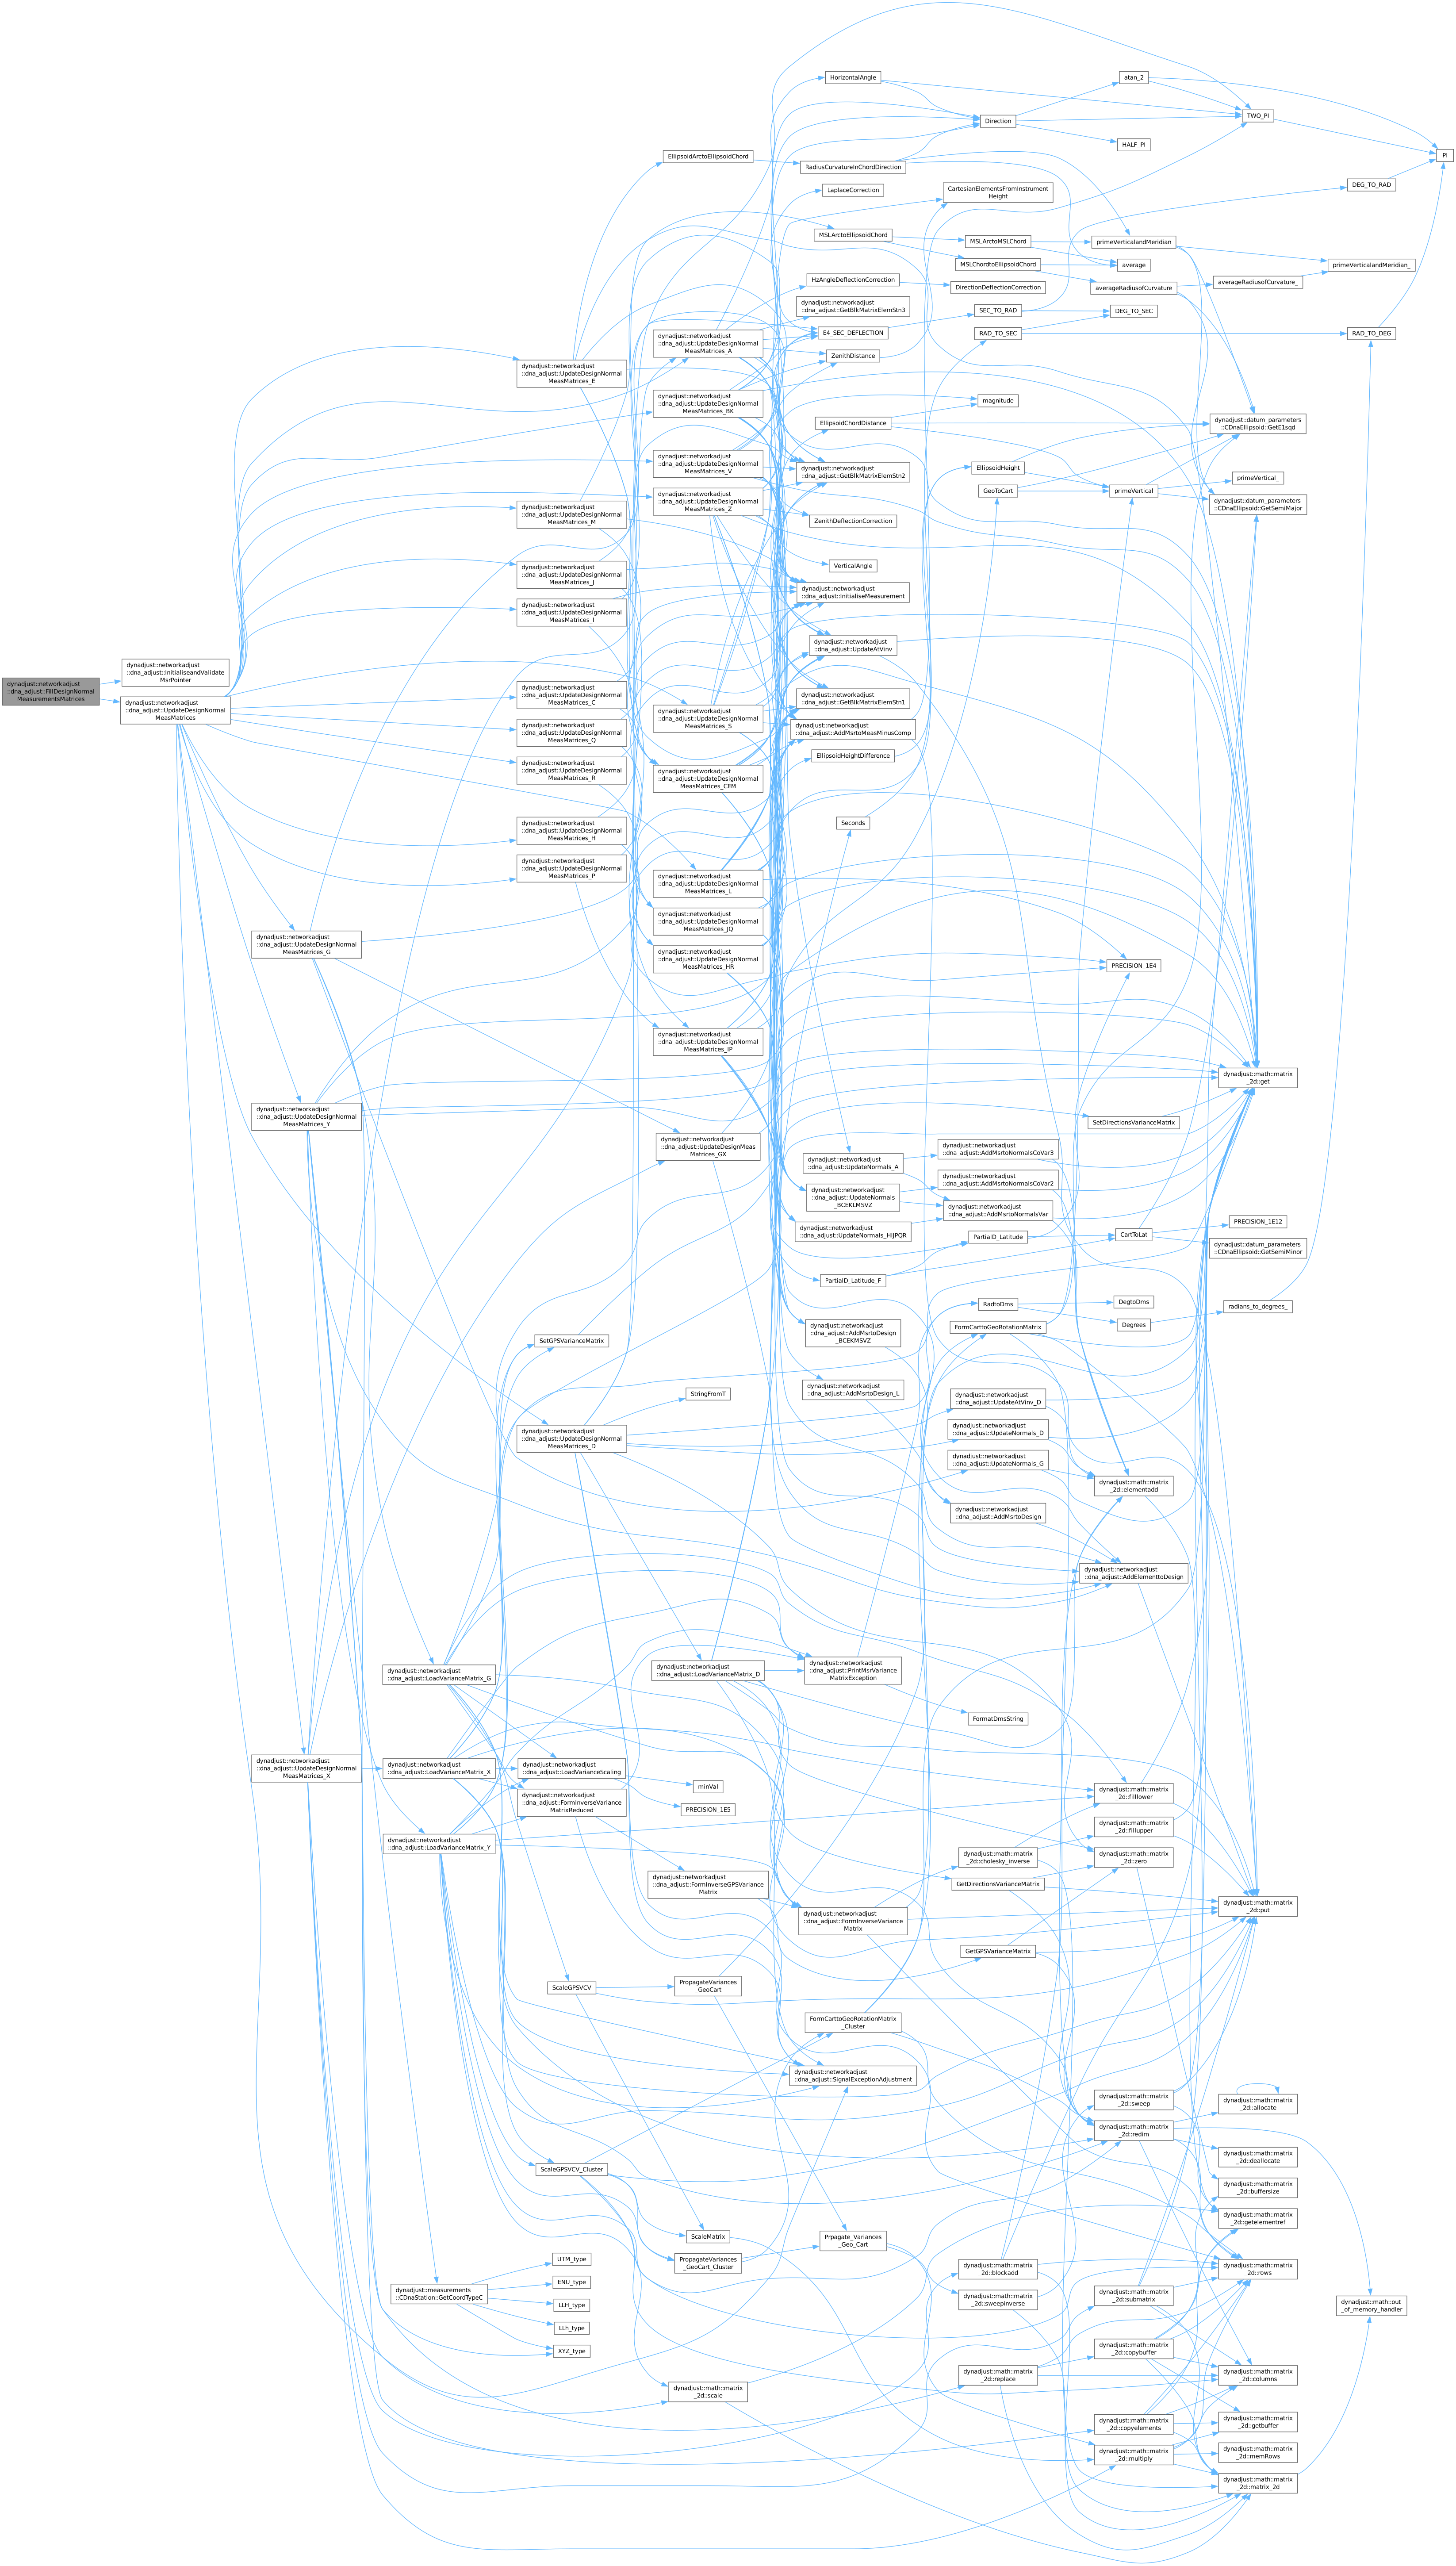 dynadjust::networkadjust
::dna_adjust::FillDesignNormal
MeasurementsMatrices
dynadjust::networkadjust
::dna_adjust::InitialiseandValidate
MsrPointer
dynadjust::networkadjust
::dna_adjust::UpdateDesignNormal
MeasMatrices
dynadjust::networkadjust
::dna_adjust::UpdateDesignNormal
MeasMatrices_G
dynadjust::networkadjust
::dna_adjust::UpdateDesignNormal
MeasMatrices_Y
dynadjust::networkadjust
::dna_adjust::UpdateDesignNormal
MeasMatrices_X
dynadjust::networkadjust
::dna_adjust::LoadVarianceMatrix_G
dynadjust::networkadjust
::dna_adjust::LoadVarianceMatrix_X
dynadjust::networkadjust
::dna_adjust::LoadVarianceMatrix_Y
dynadjust::measurements
::CDnaStation::GetCoordTypeC
dynadjust::networkadjust
::dna_adjust::UpdateDesignNormal
MeasMatrices_E
dynadjust::networkadjust
::dna_adjust::UpdateDesignNormal
MeasMatrices_M
dynadjust::networkadjust
::dna_adjust::UpdateDesignNormal
MeasMatrices_J
dynadjust::networkadjust
::dna_adjust::UpdateDesignNormal
MeasMatrices_I
dynadjust::networkadjust
::dna_adjust::UpdateDesignNormal
MeasMatrices_C
dynadjust::networkadjust
::dna_adjust::UpdateDesignNormal
MeasMatrices_Q
dynadjust::networkadjust
::dna_adjust::UpdateDesignNormal
MeasMatrices_R
dynadjust::networkadjust
::dna_adjust::UpdateDesignNormal
MeasMatrices_H
dynadjust::networkadjust
::dna_adjust::UpdateDesignNormal
MeasMatrices_P
SetGPSVarianceMatrix
dynadjust::networkadjust
::dna_adjust::UpdateDesignNormal
MeasMatrices_D
dynadjust::networkadjust
::dna_adjust::LoadVarianceScaling
dynadjust::networkadjust
::dna_adjust::FormInverseVariance
MatrixReduced
ScaleGPSVCV
ScaleGPSVCV_Cluster
UTM_type
ENU_type
LLH_type
LLh_type
XYZ_type
EllipsoidArctoEllipsoidChord
dynadjust::networkadjust
::dna_adjust::UpdateDesignNormal
MeasMatrices_A
dynadjust::networkadjust
::dna_adjust::UpdateDesignNormal
MeasMatrices_BK
dynadjust::networkadjust
::dna_adjust::UpdateDesignNormal
MeasMatrices_V
dynadjust::networkadjust
::dna_adjust::UpdateDesignNormal
MeasMatrices_Z
dynadjust::networkadjust
::dna_adjust::UpdateDesignNormal
MeasMatrices_S
dynadjust::networkadjust
::dna_adjust::UpdateDesignNormal
MeasMatrices_CEM
dynadjust::networkadjust
::dna_adjust::UpdateDesignNormal
MeasMatrices_L
dynadjust::networkadjust
::dna_adjust::UpdateDesignNormal
MeasMatrices_JQ
dynadjust::networkadjust
::dna_adjust::UpdateDesignNormal
MeasMatrices_HR
dynadjust::networkadjust
::dna_adjust::UpdateDesignNormal
MeasMatrices_IP
dynadjust::networkadjust
::dna_adjust::UpdateDesignMeas
Matrices_GX
StringFromT
dynadjust::networkadjust
::dna_adjust::LoadVarianceMatrix_D
minVal
PRECISION_1E5
dynadjust::networkadjust
::dna_adjust::FormInverseGPSVariance
Matrix
PropagateVariances
_GeoCart
ScaleMatrix
PropagateVariances
_GeoCart_Cluster
dynadjust::math::matrix
_2d::scale
HorizontalAngle
RadiusCurvatureInChordDirection
LaplaceCorrection
MSLArctoEllipsoidChord
HzAngleDeflectionCorrection
dynadjust::networkadjust
::dna_adjust::GetBlkMatrixElemStn3
E4_SEC_DEFLECTION
ZenithDistance
EllipsoidChordDistance
dynadjust::networkadjust
::dna_adjust::GetBlkMatrixElemStn2
ZenithDeflectionCorrection
VerticalAngle
dynadjust::networkadjust
::dna_adjust::InitialiseMeasurement
dynadjust::networkadjust
::dna_adjust::UpdateAtVinv
dynadjust::networkadjust
::dna_adjust::GetBlkMatrixElemStn1
dynadjust::networkadjust
::dna_adjust::AddMsrtoMeasMinusComp
EllipsoidHeightDifference
Seconds
dynadjust::networkadjust
::dna_adjust::UpdateNormals_A
dynadjust::networkadjust
::dna_adjust::UpdateNormals
_BCEKLMSVZ
dynadjust::networkadjust
::dna_adjust::UpdateNormals_HIJPQR
PartialD_Latitude_F
dynadjust::networkadjust
::dna_adjust::AddMsrtoDesign
_BCEKMSVZ
dynadjust::networkadjust
::dna_adjust::AddMsrtoDesign_L
dynadjust::networkadjust
::dna_adjust::PrintMsrVariance
MatrixException
dynadjust::networkadjust
::dna_adjust::FormInverseVariance
Matrix
FormCarttoGeoRotationMatrix
_Cluster
dynadjust::networkadjust
::dna_adjust::SignalExceptionAdjustment
Prpagate_Variances
_Geo_Cart
Direction
CartesianElementsFromInstrument
Height
MSLArctoMSLChord
MSLChordtoEllipsoidChord
DirectionDeflectionCorrection
SEC_TO_RAD
RAD_TO_SEC
magnitude
EllipsoidHeight
GeoToCart
dynadjust::networkadjust
::dna_adjust::AddMsrtoNormalsCoVar3
dynadjust::networkadjust
::dna_adjust::AddMsrtoNormalsCoVar2
dynadjust::networkadjust
::dna_adjust::AddMsrtoNormalsVar
PartialD_Latitude
RadtoDms
FormCarttoGeoRotationMatrix
dynadjust::networkadjust
::dna_adjust::UpdateAtVinv_D
dynadjust::networkadjust
::dna_adjust::UpdateNormals_D
dynadjust::networkadjust
::dna_adjust::UpdateNormals_G
dynadjust::networkadjust
::dna_adjust::AddMsrtoDesign
FormatDmsString
dynadjust::math::matrix
_2d::cholesky_inverse
GetDirectionsVarianceMatrix
GetGPSVarianceMatrix
dynadjust::math::matrix
_2d::blockadd
dynadjust::math::matrix
_2d::sweepinverse
dynadjust::math::matrix
_2d::replace
atan_2
HALF_PI
primeVerticalandMeridian
average
averageRadiusofCurvature
DEG_TO_SEC
primeVertical
PRECISION_1E4
SetDirectionsVarianceMatrix
CartToLat
DegtoDms
Degrees
dynadjust::math::matrix
_2d::elementadd
dynadjust::networkadjust
::dna_adjust::AddElementtoDesign
dynadjust::math::matrix
_2d::filllower
dynadjust::math::matrix
_2d::fillupper
dynadjust::math::matrix
_2d::zero
dynadjust::math::matrix
_2d::sweep
dynadjust::math::matrix
_2d::redim
dynadjust::math::matrix
_2d::submatrix
dynadjust::math::matrix
_2d::copybuffer
dynadjust::math::matrix
_2d::copyelements
dynadjust::math::matrix
_2d::multiply
TWO_PI
averageRadiusofCurvature_
dynadjust::datum_parameters
::CDnaEllipsoid::GetE1sqd
primeVertical_
dynadjust::datum_parameters
::CDnaEllipsoid::GetSemiMajor
dynadjust::math::matrix
_2d::get
PRECISION_1E12
dynadjust::datum_parameters
::CDnaEllipsoid::GetSemiMinor
radians_to_degrees_
dynadjust::math::matrix
_2d::put
dynadjust::math::matrix
_2d::allocate
dynadjust::math::matrix
_2d::deallocate
dynadjust::math::matrix
_2d::buffersize
dynadjust::math::matrix
_2d::getelementref
dynadjust::math::matrix
_2d::rows
dynadjust::math::matrix
_2d::columns
dynadjust::math::matrix
_2d::getbuffer
dynadjust::math::matrix
_2d::memRows
dynadjust::math::matrix
_2d::matrix_2d
DEG_TO_RAD
primeVerticalandMeridian_
RAD_TO_DEG
dynadjust::math::out
_of_memory_handler
PI